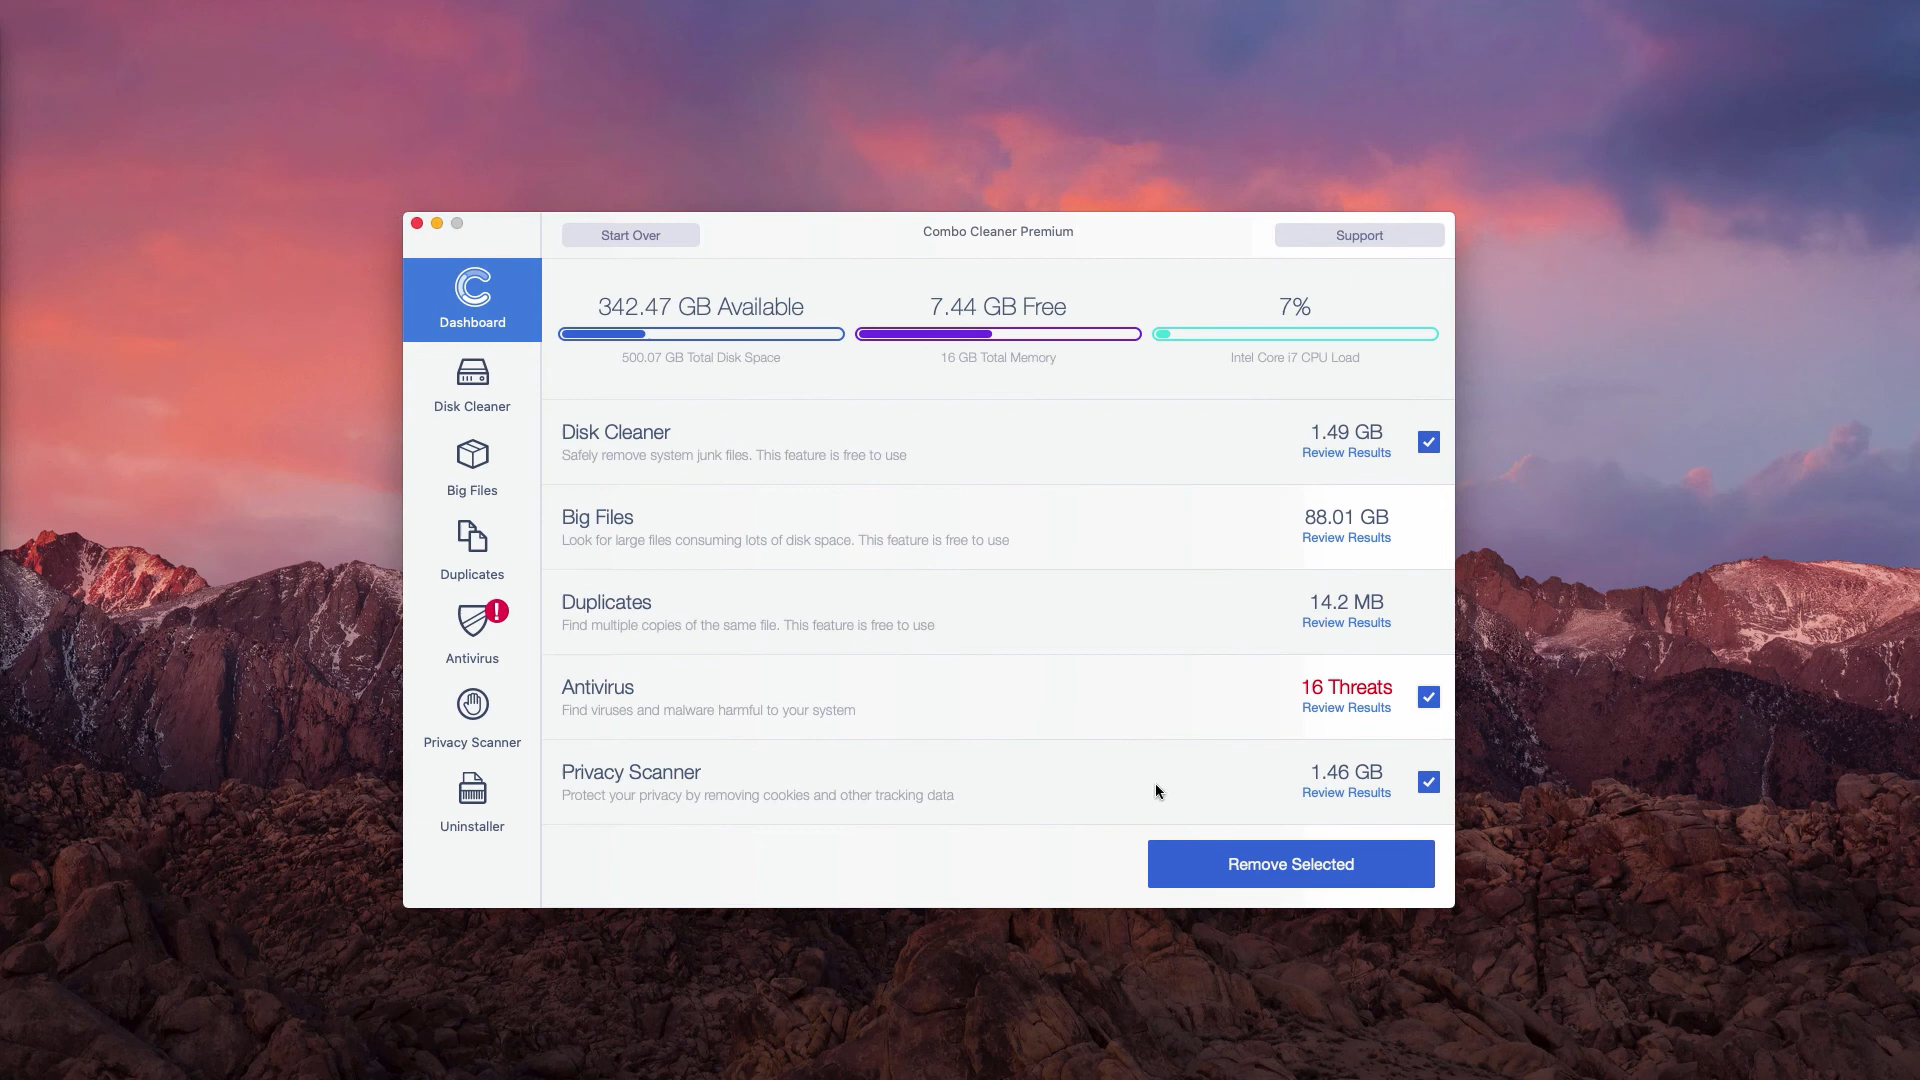 Start Over
Combo Cleaner Premium
Support
Dashboard
Disk Cleaner
Big Files
Duplicates
Antivirus
Privacy Scanner
Uninstaller
342.47 GB Available
500.07 GB Total Disk Space
7.44 GB Free
16 GB Total Memory
7%
Intel Core i7 CPU Load
Disk Cleaner
Safely remove system junk files. This feature is free to use
1.49 GB
Review Results
Big Files
Look for large files consuming lots of disk space. This feature is free to use
88.01 GB
Review Results
Duplicates
Find multiple copies of the same file. This feature is free to use
14.2 MB
Review Results
Antivirus
Find viruses and malware harmful to your system
16 Threats
Review Results
Privacy Scanner
Protect your privacy by removing cookies and other tracking data
1.46 GB
Review Results
Remove Selected